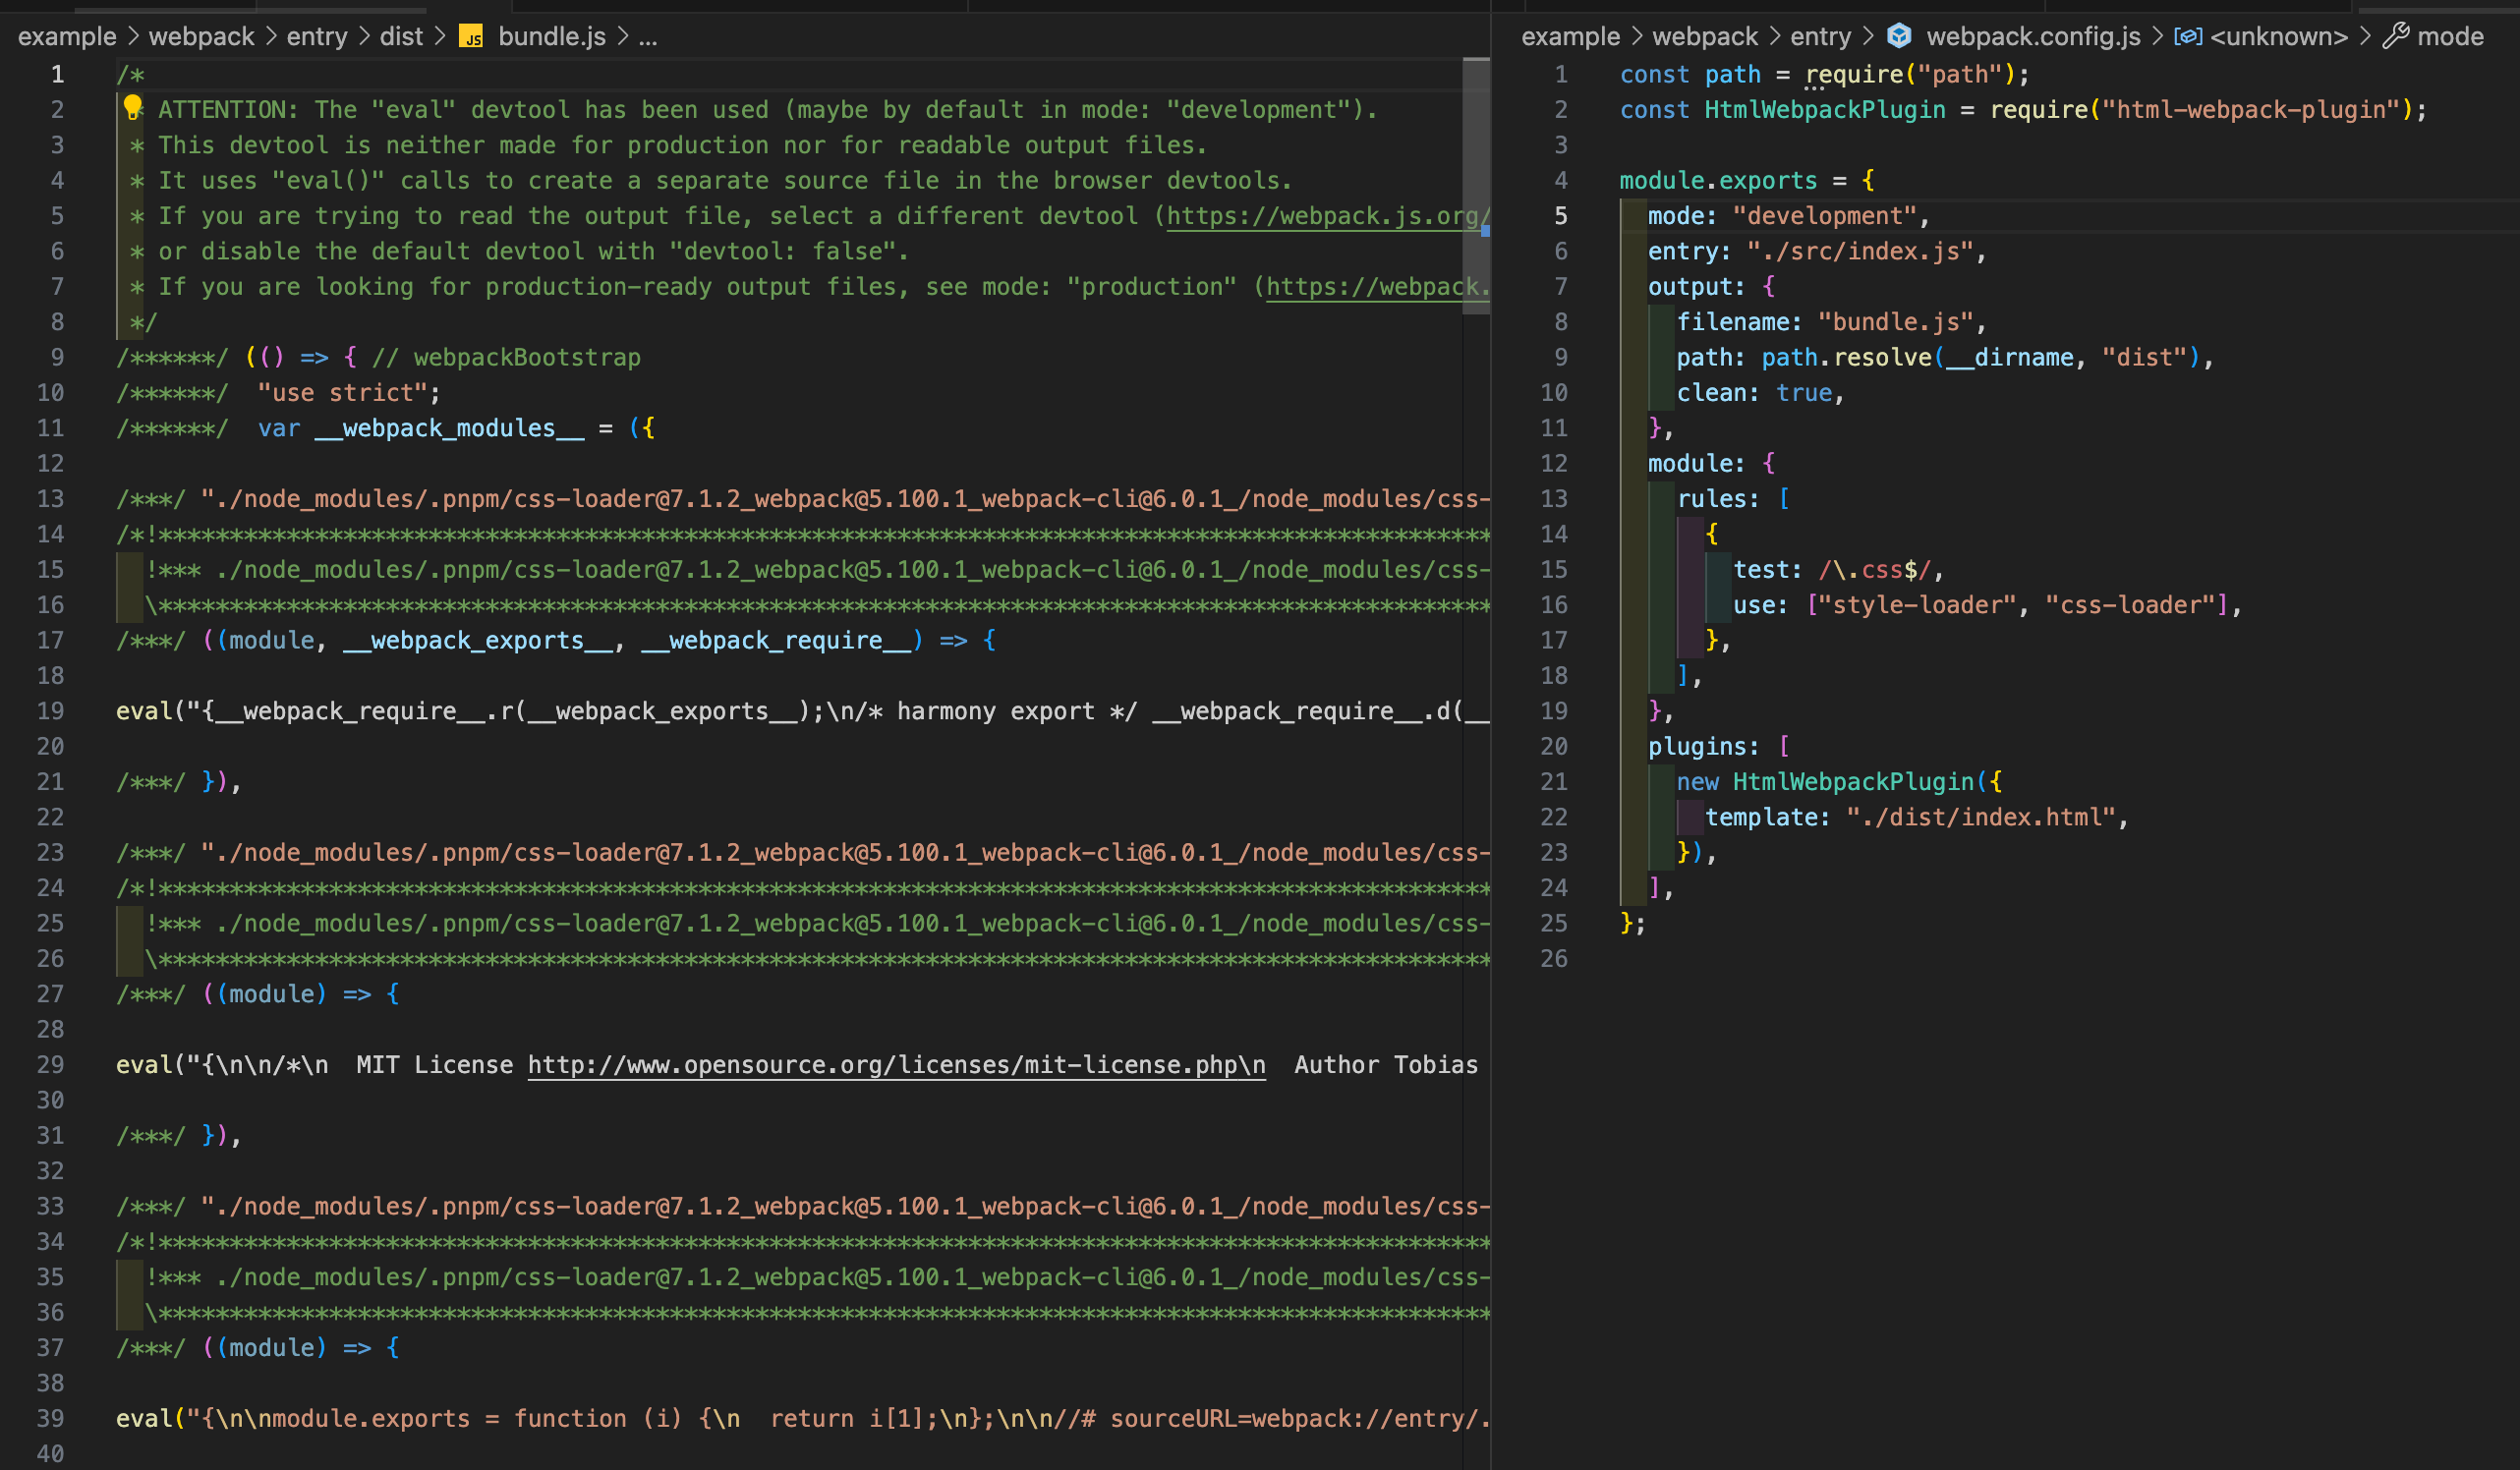 example > webpack > entry > dist > JS bundle.js > ...
1 /*
2 * ATTENTION: The "eval" devtool has been used (maybe by default in mode: "development").
3 * This devtool is neither made for production nor for readable output files.
4 * It uses "eval()" calls to create a separate source file in the browser devtools.
5 * If you are trying to read the output file, select a different devtool (https://webpack.js.org/
6 * or disable the default devtool with "devtool: false".
7 * If you are looking for production-ready output files, see mode: "production" (https://webpack.
8 */
9 /******/ (() => { // webpackBootstrap
10 /******/ "use strict";
11 /******/ var __webpack_modules__ = ({
12
13 /***/ "./node_modules/.pnpm/css-loader@7.1.2_webpack@5.100.1_webpack-cli@6.0.1_/node_modules/css-
14 /*!**********************************************************************************************
15 !*** ./node_modules/.pnpm/css-loader@7.1.2_webpack@5.100.1_webpack-cli@6.0.1_/node_modules/css-
16 \**********************************************************************************************
17 /***/ ((module, __webpack_exports__, __webpack_require__) => {
18
19 eval("{__webpack_require__.r(__webpack_exports__);\n/* harmony export */ __webpack_require__.d(__
20
21 /***/ }),
22
23 /***/ "./node_modules/.pnpm/css-loader@7.1.2_webpack@5.100.1_webpack-cli@6.0.1_/node_modules/css-
24 /*!**********************************************************************************************
25 !*** ./node_modules/.pnpm/css-loader@7.1.2_webpack@5.100.1_webpack-cli@6.0.1_/node_modules/css-
26 \**********************************************************************************************
27 /***/ ((module) => {
28
29 eval("{\n\n/*\n  MIT License http://www.opensource.org/licenses/mit-license.php\n  Author Tobias
30
31 /***/ }),
32
33 /***/ "./node_modules/.pnpm/css-loader@7.1.2_webpack@5.100.1_webpack-cli@6.0.1_/node_modules/css-
34 /*!**********************************************************************************************
35 !*** ./node_modules/.pnpm/css-loader@7.1.2_webpack@5.100.1_webpack-cli@6.0.1_/node_modules/css-
36 \**********************************************************************************************
37 /***/ ((module) => {
38
39 eval("{\n\nmodule.exports = function (i) {\n  return i[1];\n};\n\n//# sourceURL=webpack://entry/.
40
example > webpack > entry > webpack.config.js > <unknown> > mode
1 const path = require("path");
2 const HtmlWebpackPlugin = require("html-webpack-plugin");
3
4 module.exports = {
5   mode: "development",
6   entry: "./src/index.js",
7   output: {
8     filename: "bundle.js",
9     path: path.resolve(__dirname, "dist"),
10     clean: true,
11   },
12   module: {
13     rules: [
14       {
15         test: /\.css$/,
16         use: ["style-loader", "css-loader"],
17       },
18     ],
19   },
20   plugins: [
21     new HtmlWebpackPlugin({
22       template: "./dist/index.html",
23     }),
24   ],
25 };
26